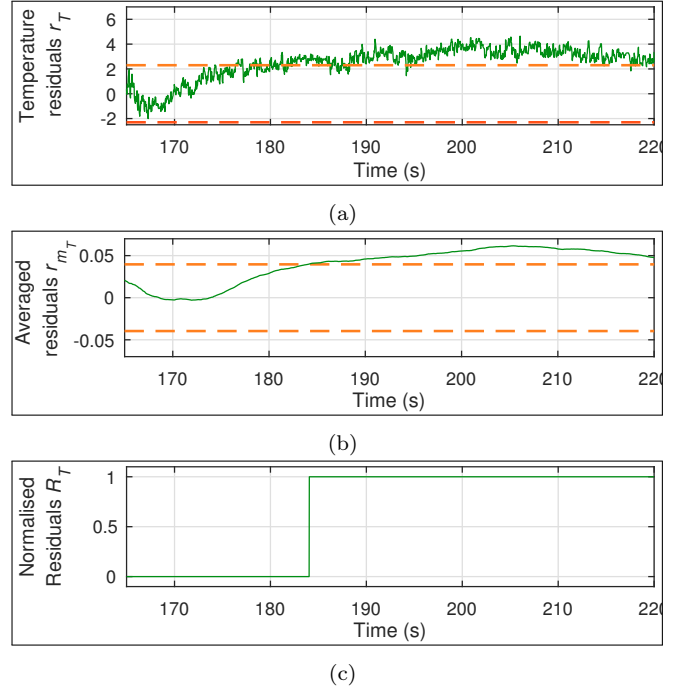 Temperature
residuals r_T
6
4
2
0
-2
170 180 190 200 210 220
Time (s)
(a)
Averaged
residuals r_{m_T}
0.05
0
-0.05
170 180 190 200 210 220
Time (s)
(b)
Normalised
Residuals R_T
1
0.5
0
170 180 190 200 210 220
Time (s)
(c)